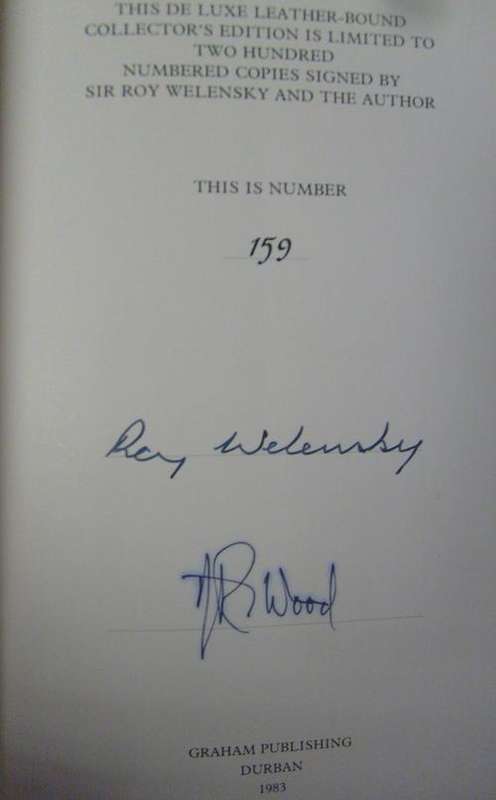 THIS DE LUXE LEATHER-BOUND
COLLECTOR'S EDITION IS LIMITED TO
TWO HUNDRED
NUMBERED COPIES SIGNED BY
SIR ROY WELENSKY AND THE AUTHOR
THIS IS NUMBER
159
Roy Welensky
JR Wood
GRAHAM PUBLISHING
DURBAN
1983